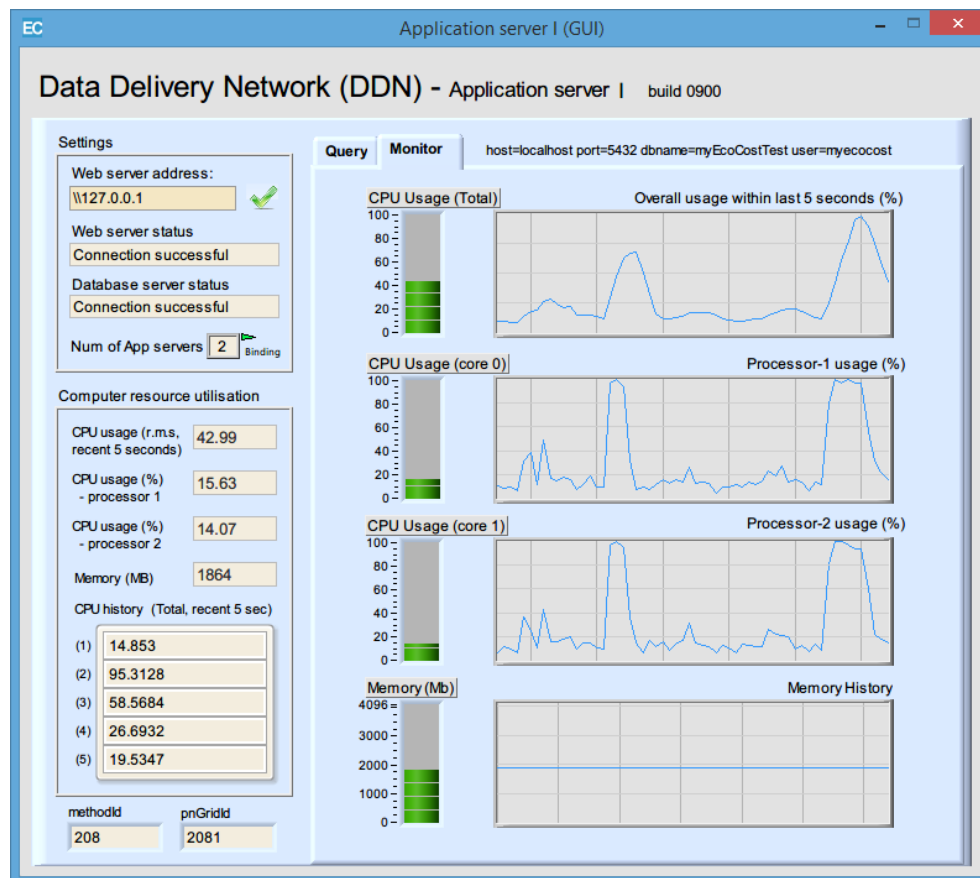 EC
Application server I (GUI)
Data Delivery Network (DDN) - Application server I build 0900
Settings
Web server address:
\\127.0.0.1
Web server status
Connection successful
Database server status
Connection successful
Num of App servers 2 Binding
Computer resource utilisation
CPU usage (r.m.s,
recent 5 seconds) 42.99
CPU usage (%)
- processor 1 15.63
CPU usage (%)
- processor 2 14.07
Memory (MB) 1864
CPU history (Total, recent 5 sec)
(1) 14.853
(2) 95.3128
(3) 58.5684
(4) 26.6932
(5) 19.5347
methodId pnGridId
208 2081
Query Monitor host=localhost port=5432 dbname=myEcoCostTest user=myecocost
CPU Usage (Total) Overall usage within last 5 seconds (%)
100
80
60
40
20
0
CPU Usage (core 0) Processor-1 usage (%)
100
80
60
40
20
0
CPU Usage (core 1) Processor-2 usage (%)
100
80
60
40
20
0
Memory (Mb) Memory History
4096
3000
2000
1000
0